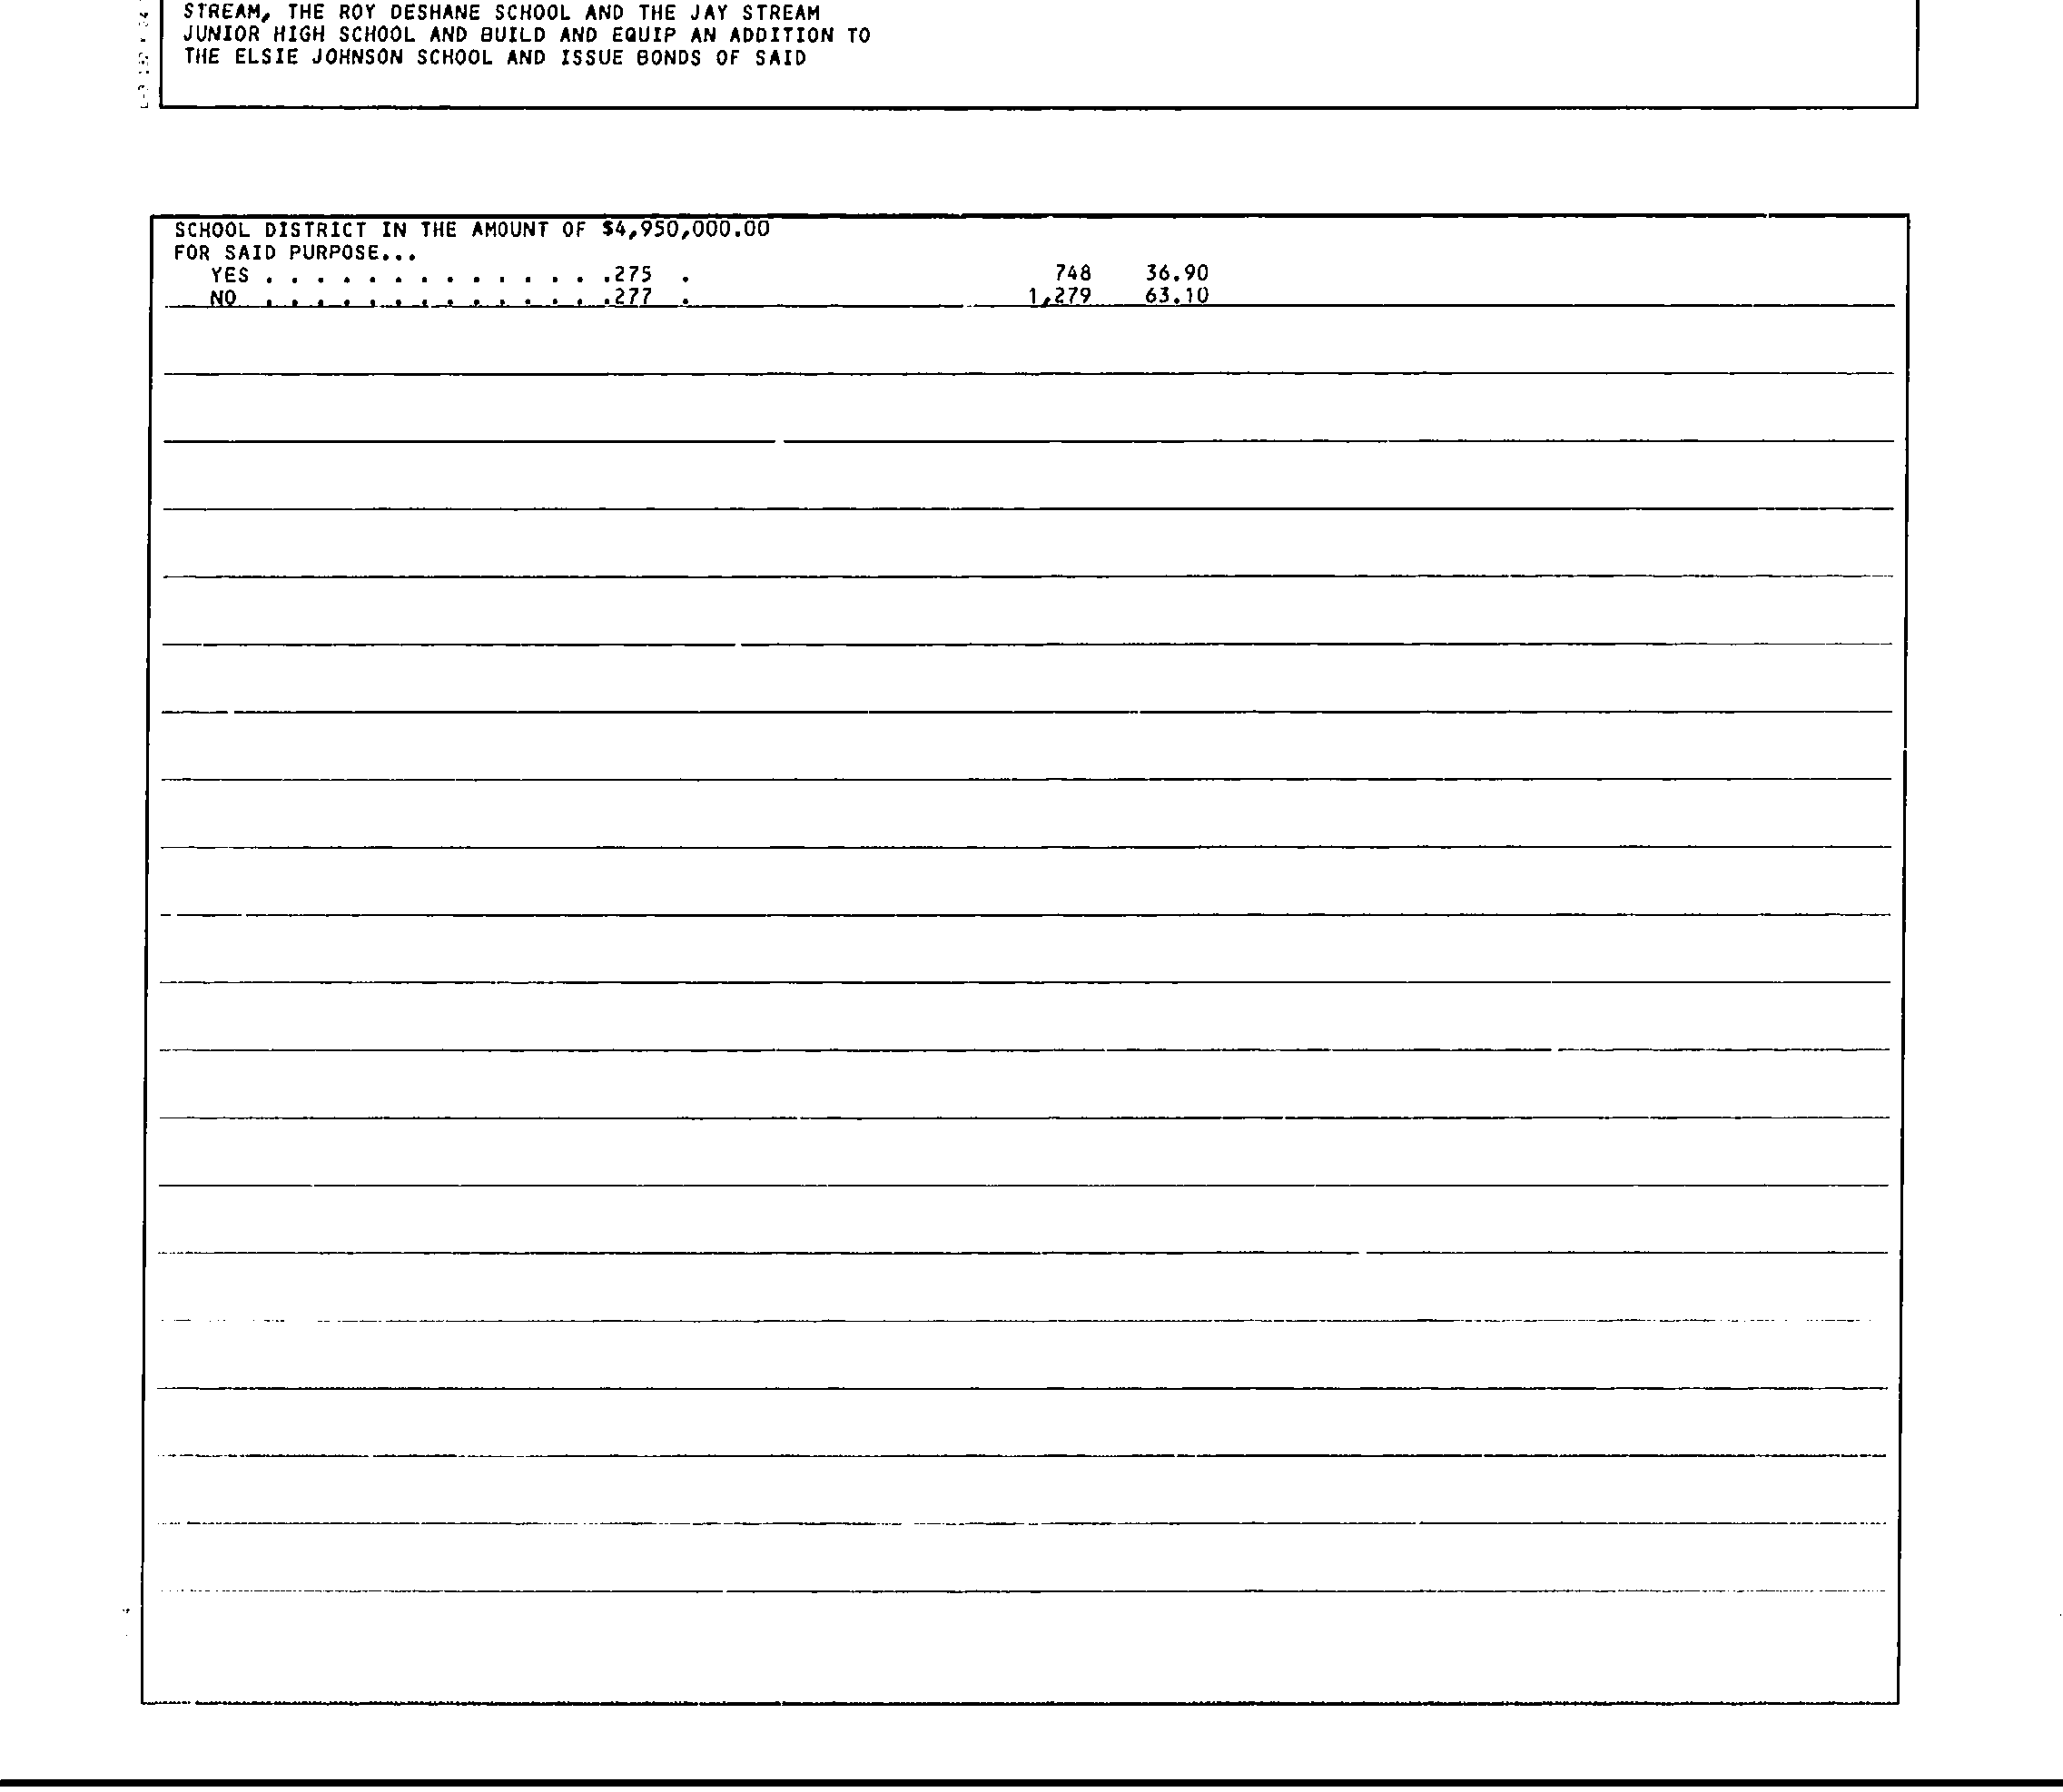 STREAM, THE ROY DESHANE SCHOOL AND THE JAY STREAM
JUNIOR HIGH SCHOOL AND BUILD AND EQUIP AN ADDITION TO
THE ELSIE JOHNSON SCHOOL AND ISSUE BONDS OF SAID
SCHOOL DISTRICT IN THE AMOUNT OF $4,950,000.00
FOR SAID PURPOSE...
YES . . . . . . . . . . . . . .275 . 748 36.90
NO . . . . . . . . . . . . . .277 . 1,279 63.10